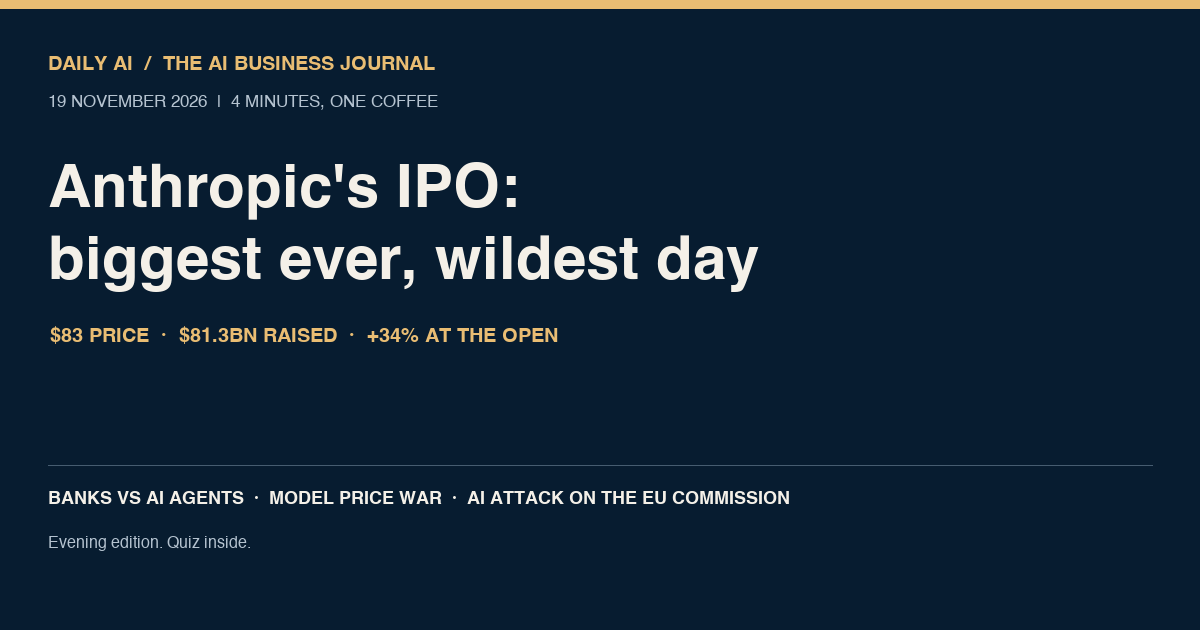 DAILY AI / THE AI BUSINESS JOURNAL
19 NOVEMBER 2026 | 4 MINUTES, ONE COFFEE
Anthropic's IPO:
biggest ever, wildest day
$83 PRICE · $81.3BN RAISED · +34% AT THE OPEN
BANKS VS AI AGENTS · MODEL PRICE WAR · AI ATTACK ON THE EU COMMISSION
Evening edition. Quiz inside.